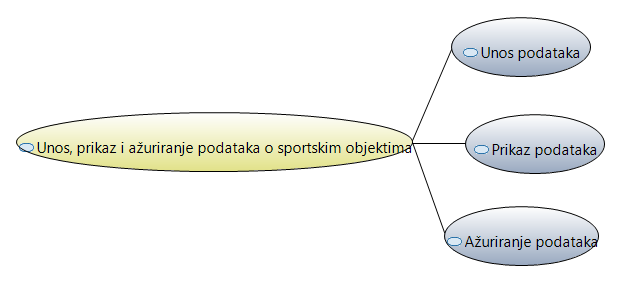 Unos podataka
Unos, prikaz i ažuriranje podataka o sportskim objektima
Prikaz podataka
Ažuriranje podataka